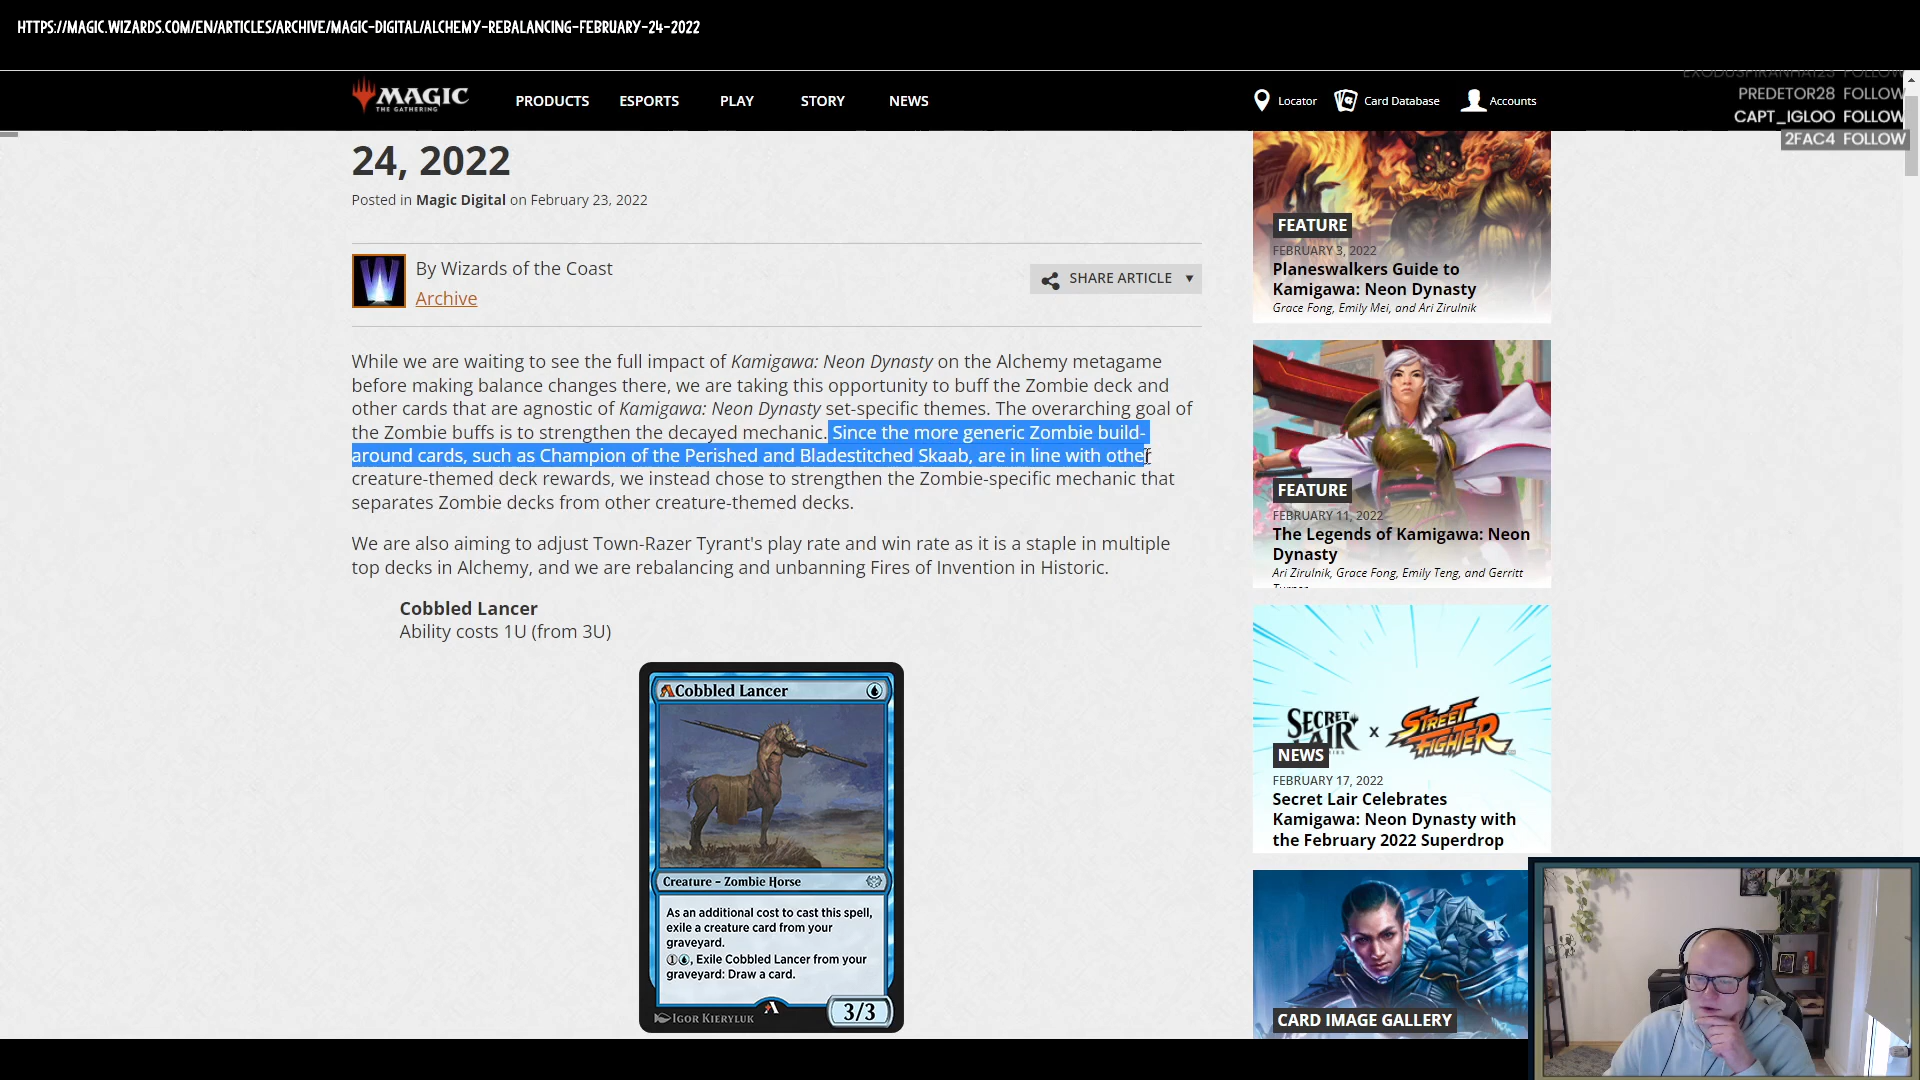 HTTPS://MAGIC.WIZARDS.COM/EN/ARTICLES/ARCHIVE/MAGIC-DIGITAL/ALCHEMY-REBALANCING-FEBRUARY-24-2022
EXODUSPIRANHA123 FOLLOW
MAGIC
THE GATHERING
PRODUCTS
ESPORTS
PLAY
STORY
NEWS
Locator
Card Database
Accounts
PREDETOR28 FOLLOW
CAPT_IGLOO FOLLOW
2FAC4 FOLLOW
24, 2022
Posted in Magic Digital on February 23, 2022
By Wizards of the Coast
Archive
SHARE ARTICLE
While we are waiting to see the full impact of Kamigawa: Neon Dynasty on the Alchemy metagame
before making balance changes there, we are taking this opportunity to buff the Zombie deck and
other cards that are agnostic of Kamigawa: Neon Dynasty set-specific themes. The overarching goal of
the Zombie buffs is to strengthen the decayed mechanic. Since the more generic Zombie build-
around cards, such as Champion of the Perished and Bladestitched Skaab, are in line with other
creature-themed deck rewards, we instead chose to strengthen the Zombie-specific mechanic that
separates Zombie decks from other creature-themed decks.
We are also aiming to adjust Town-Razer Tyrant's play rate and win rate as it is a staple in multiple
top decks in Alchemy, and we are rebalancing and unbanning Fires of Invention in Historic.
Cobbled Lancer
Ability costs 1U (from 3U)
Cobbled Lancer
Creature – Zombie Horse
As an additional cost to cast this spell,
exile a creature card from your
graveyard.
1, Exile Cobbled Lancer from your
graveyard: Draw a card.
IGOR KIERYLUK
3/3
FEATURE
FEBRUARY 3, 2022
Planeswalkers Guide to
Kamigawa: Neon Dynasty
Grace Fong, Emily Mei, and Ari Zirulnik
FEATURE
FEBRUARY 11, 2022
The Legends of Kamigawa: Neon
Dynasty
Ari Zirulnik, Grace Fong, Emily Teng, and Gerritt
SECRET
LAIR
X
STREET
FIGHTER
NEWS
FEBRUARY 17, 2022
Secret Lair Celebrates
Kamigawa: Neon Dynasty with
the February 2022 Superdrop
CARD IMAGE GALLERY